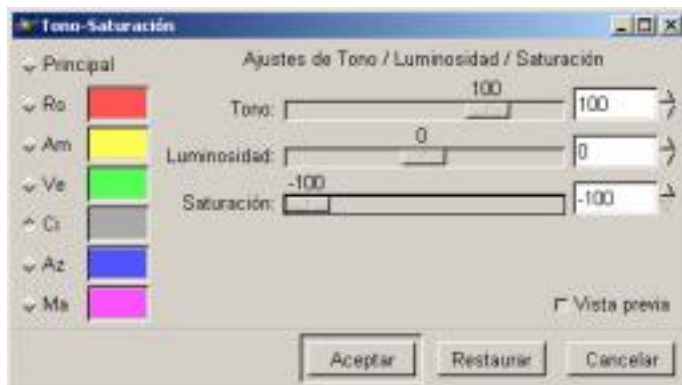 Tono-Saturación
Principal
Ro
Am
Ve
Ci
Az
Ma
Ajustes de Tono / Luminosidad / Saturación
100
Tono: 100
0
Luminosidad: 0
-100
Saturación: -100
Vista previa
Aceptar Restaurar Cancelar